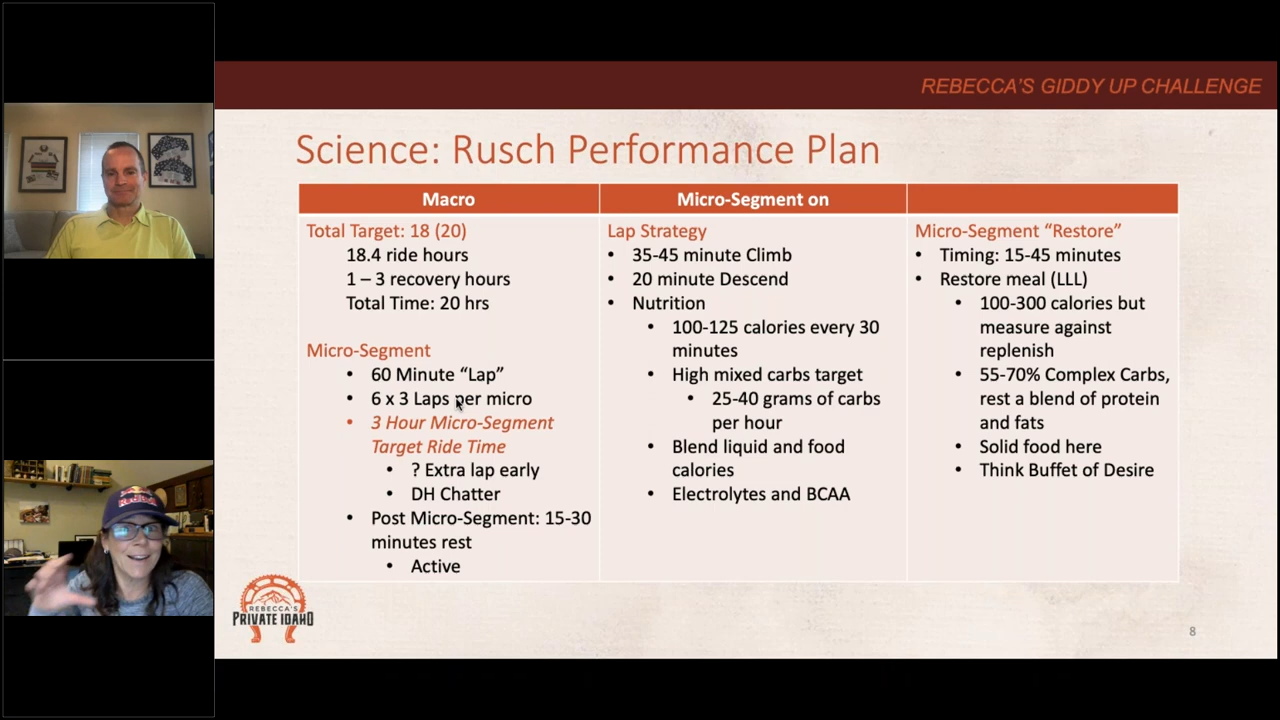 REBECCA'S GIDDY UP CHALLENGE
Science: Rusch Performance Plan
Macro
Total Target: 18 (20)
18.4 ride hours
1 – 3 recovery hours
Total Time: 20 hrs
Micro-Segment
• 60 Minute “Lap”
• 6 x 3 Laps per micro
• 3 Hour Micro-Segment
Target Ride Time
• ? Extra lap early
• DH Chatter
• Post Micro-Segment: 15-30
minutes rest
• Active
Micro-Segment on
Lap Strategy
• 35-45 minute Climb
• 20 minute Descend
• Nutrition
• 100-125 calories every 30
minutes
• High mixed carbs target
• 25-40 grams of carbs
per hour
• Blend liquid and food
calories
• Electrolytes and BCAA
Micro-Segment “Restore”
• Timing: 15-45 minutes
• Restore meal (LLL)
• 100-300 calories but
measure against
replenish
• 55-70% Complex Carbs,
rest a blend of protein
and fats
• Solid food here
• Think Buffet of Desire
REBECCA'S
PRIVATE IDAHO
8
Red Bull